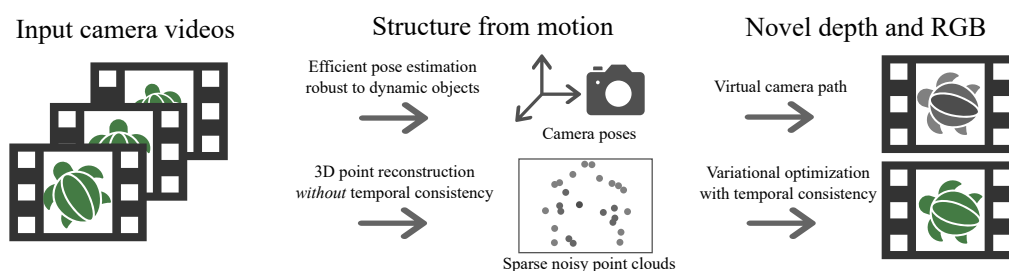 Input camera videos
Structure from motion
Novel depth and RGB
Efficient pose estimation
robust to dynamic objects
Camera poses
Virtual camera path
3D point reconstruction
without temporal consistency
Sparse noisy point clouds
Variational optimization
with temporal consistency